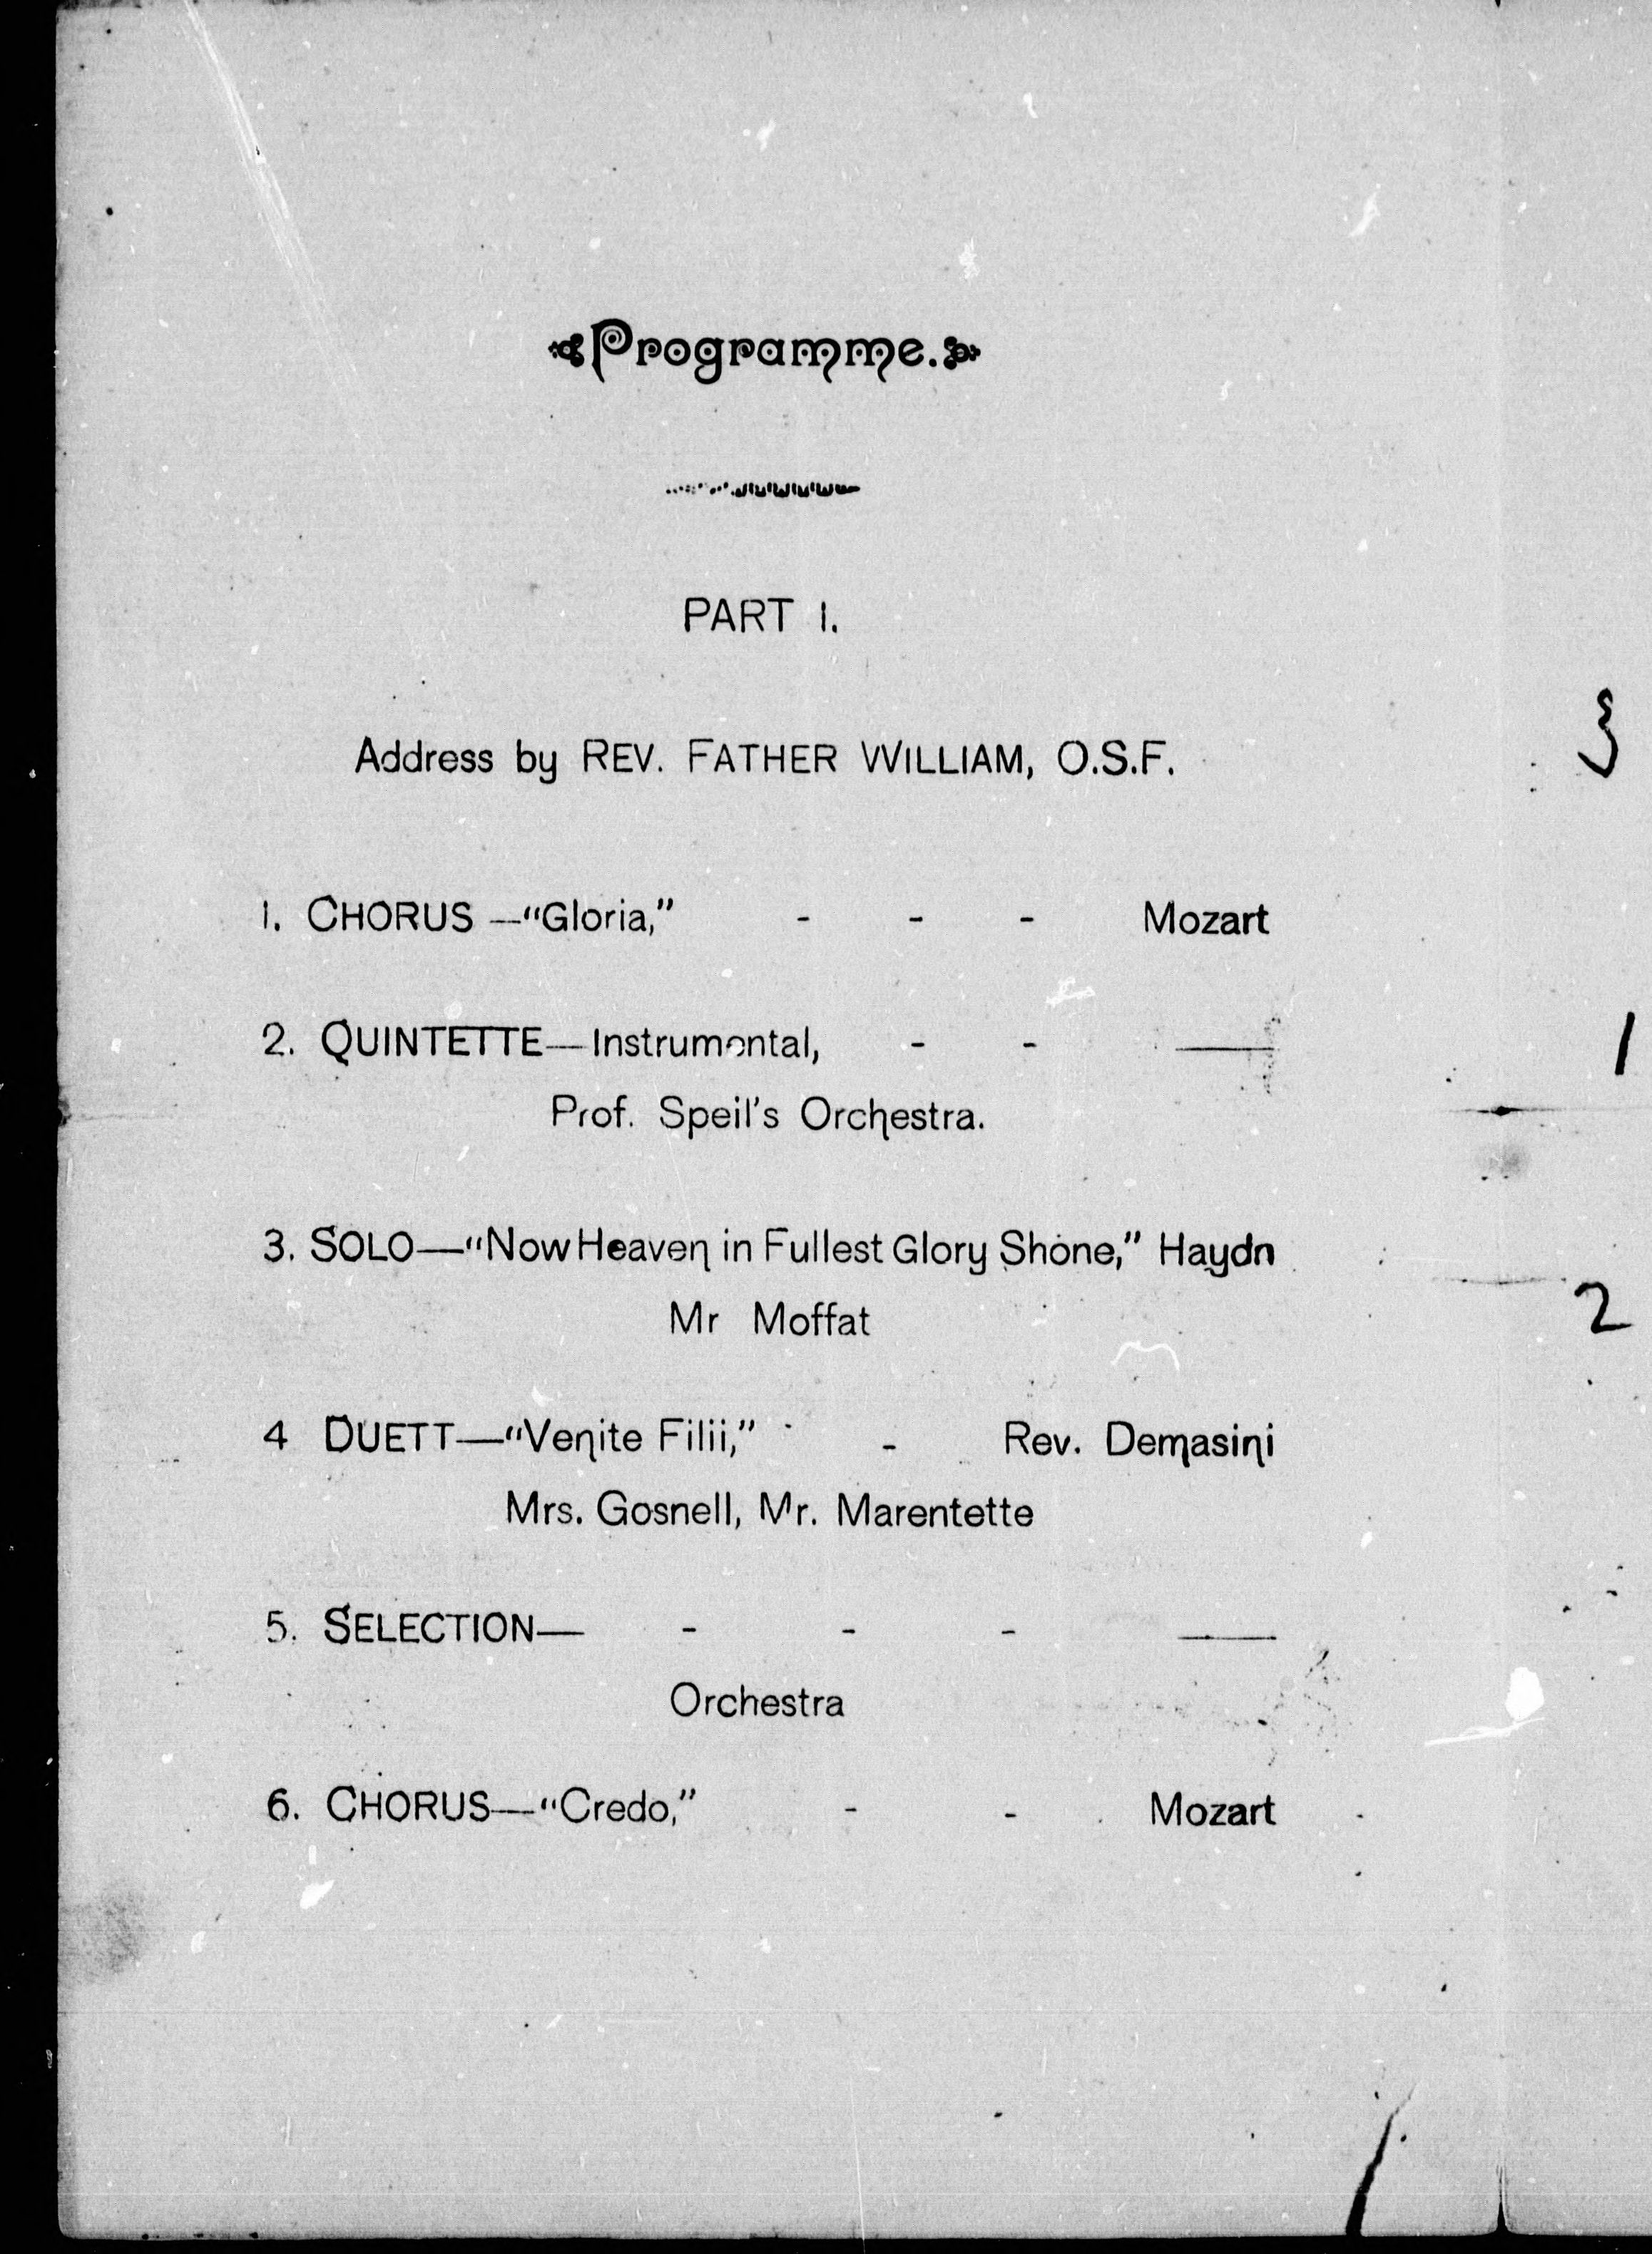 Programme.
PART I.
Address by REV. FATHER WILLIAM, O.S.F.
1. CHORUS—"Gloria," - - - Mozart
2. QUINTETTE—Instrumental, - - ——
Prof. Speil's Orchestra.
3. SOLO—"Now Heaven in Fullest Glory Shone," Haydn
Mr Moffat
4 DUETT—"Venite Filii," - - Rev. Demasini
Mrs. Gosnell, Mr. Marentette
5. SELECTION— - - - ——
Orchestra
6. CHORUS—"Credo," - - Mozart
3
1
2